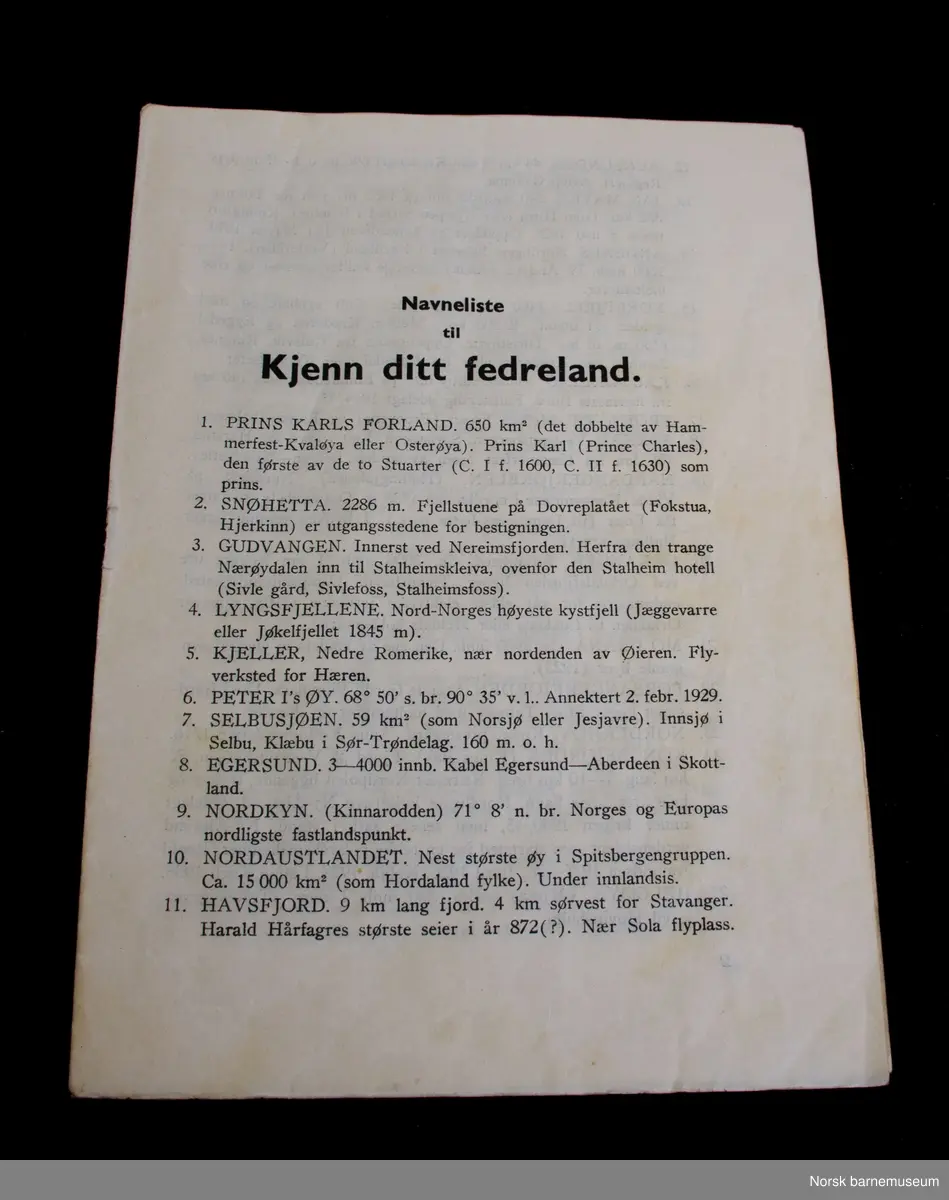 Navneliste
til
Kjenn ditt fedreland.
1. PRINS KARLS FORLAND. 650 km² (det dobbelte av Ham-
merfest-Kvaløya eller Osterøya). Prins Karl (Prince Charles),
den første av de to Stuarter (C. I f. 1600, C. II f. 1630) som
prins.
2. SNØHETTA. 2286 m. Fjellstuene på Dovreplatået (Fokstua,
Hjerkinn) er utgangsstedene for bestigningen.
3. GUDVANGEN. Innerst ved Nereimsfjorden. Herfra den trange
Nærøydalen inn til Stalheimskleiva, ovenfor den Stalheim hotell
(Sivle gård, Sivlefoss, Stalheimsfoss).
4. LYNGSFJELLENE. Nord-Norges høyeste kystfjell (Jæggevarre
eller Jøkelfjellet 1845 m).
5. KJELLER, Nedre Romerike, nær nordenden av Øieren. Fly-
verksted for Hæren.
6. PETER I's ØY. 68° 50' s. br. 90° 35' v. l.. Annektert 2. febr. 1929.
7. SELBUSJØEN. 59 km² (som Norsjø eller Jesjavre). Innsjø i
Selbu, Klæbu i Sør-Trøndelag. 160 m. o. h.
8. EGERSUND. 3—4000 innb. Kabel Egersund—Aberdeen i Skott-
land.
9. NORDKYN. (Kinnarodden) 71° 8' n. br. Norges og Europas
nordligste fastlandspunkt.
10. NORDAUSTLANDET. Nest største øy i Spitsbergengruppen.
Ca. 15 000 km² (som Hordaland fylke). Under innlandsis.
11. HAVSFJORD. 9 km lang fjord. 4 km sørvest for Stavanger.
Harald Hårfagres største seier i år 872(?). Nær Sola flyplass.
Norsk barnemuseum